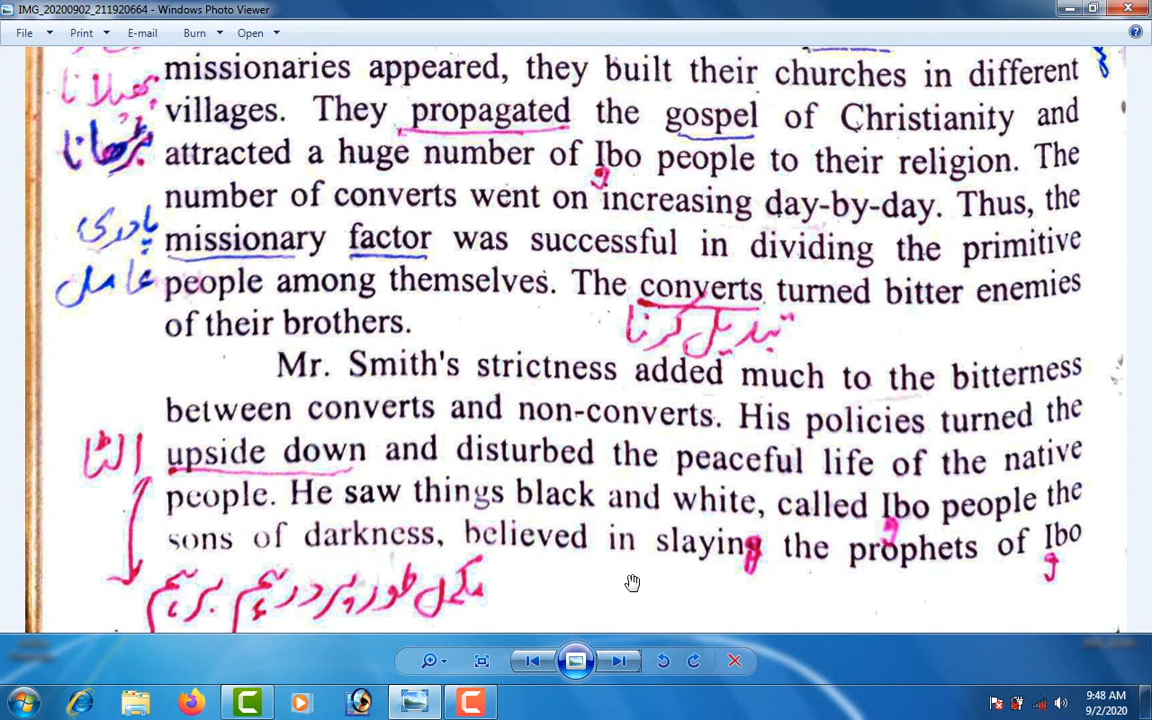 IMG_20200902_211920664 - Windows Photo Viewer
File Print E-mail Burn Open
missionaries appeared, they built their churches in different
پھیلانا
villages. They propagated the gospel of Christianity and
بڑھانا
attracted a huge number of Ibo people to their religion. The
number of converts went on increasing day-by-day. Thus, the
پادری
missionary factor was successful in dividing the primitive
عامل
people among themselves. The converts turned bitter enemies
of their brothers.
تبدیل کرنا
Mr. Smith's strictness added much to the bitterness
between converts and non-converts. His policies turned the
الٹا
upside down and disturbed the peaceful life of the native
people. He saw things black and white, called Ibo people the
sons of darkness, believed in slaying the prophets of Ibo
مکمل طور پر درہم برہم
9:48 AM
9/2/2020